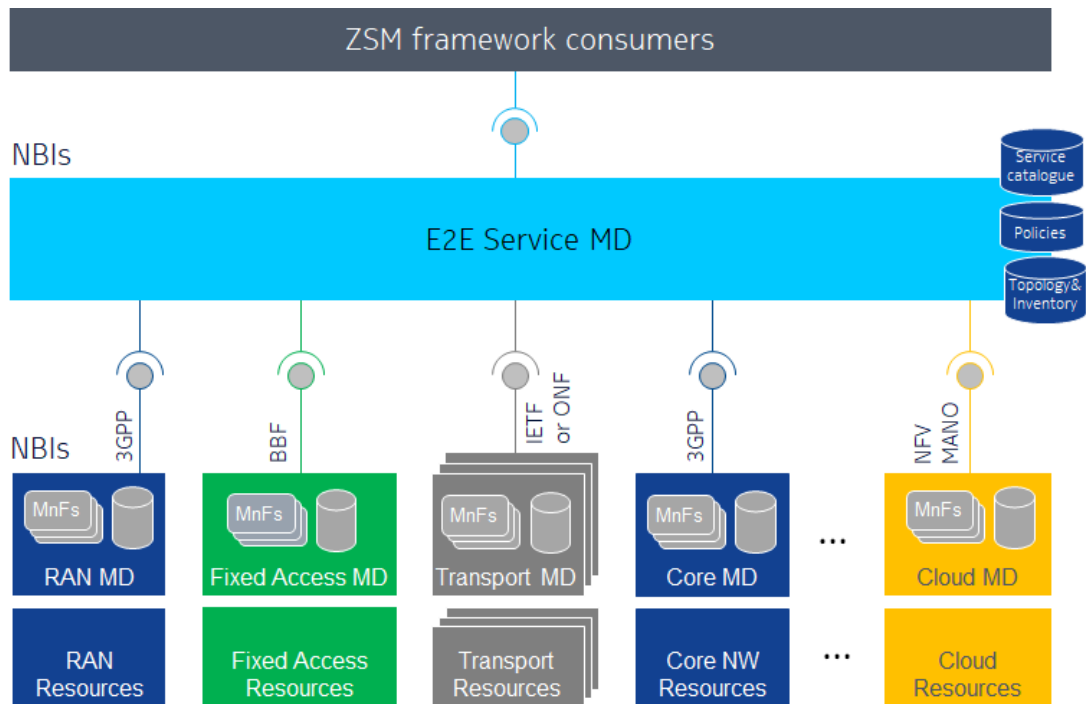 ZSM framework consumers
NBIs
Service
catalogue
E2E Service MD
Policies
Topology&
Inventory
NBIs
3GPP
BBF
IETF
or ONF
3GPP
NFV
MANO
MnFs
MnFs
MnFs
MnFs
...
MnFs
RAN MD
Fixed Access MD
Transport MD
Core MD
Cloud MD
RAN
Resources
Fixed Access
Resources
Transport
Resources
Core NW
Resources
...
Cloud
Resources